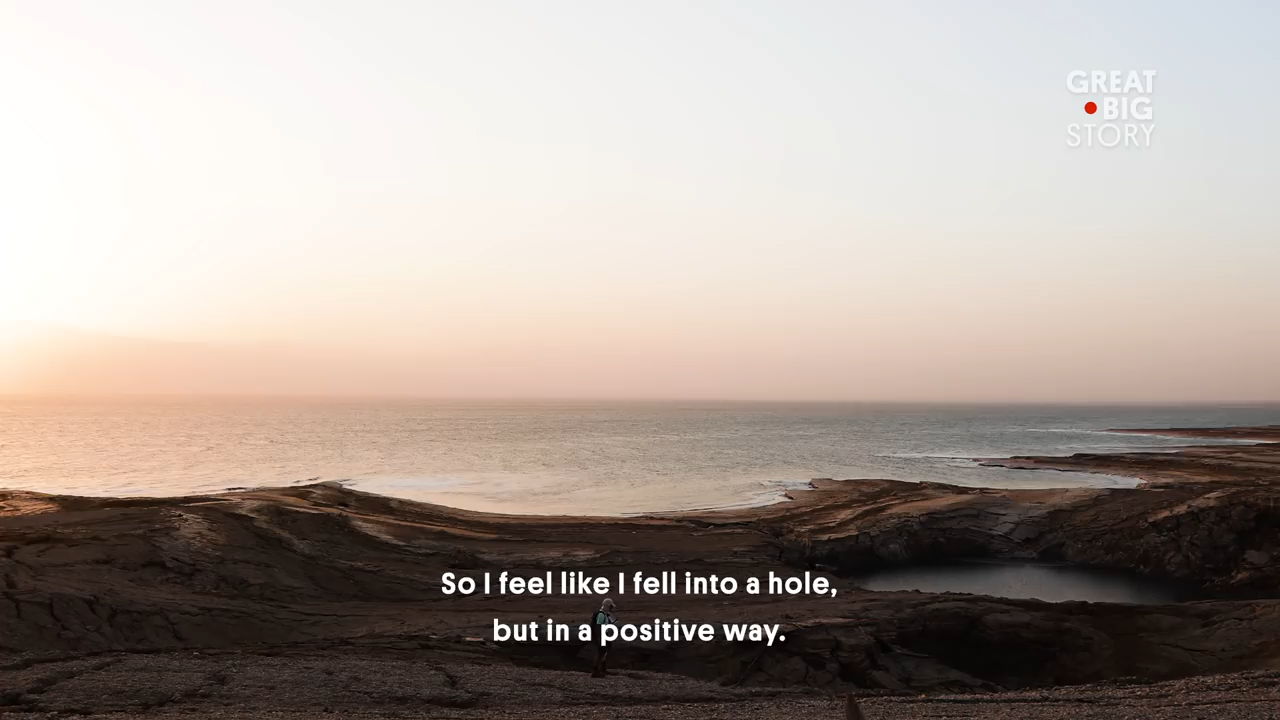 GREAT
BIG
STORY
So I feel like I fell into a hole,
but in a positive way.